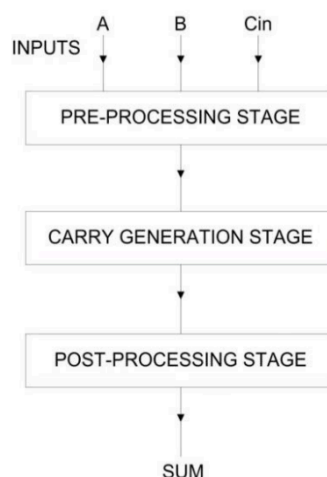 A B Cin
INPUTS
PRE-PROCESSING STAGE
CARRY GENERATION STAGE
POST-PROCESSING STAGE
SUM